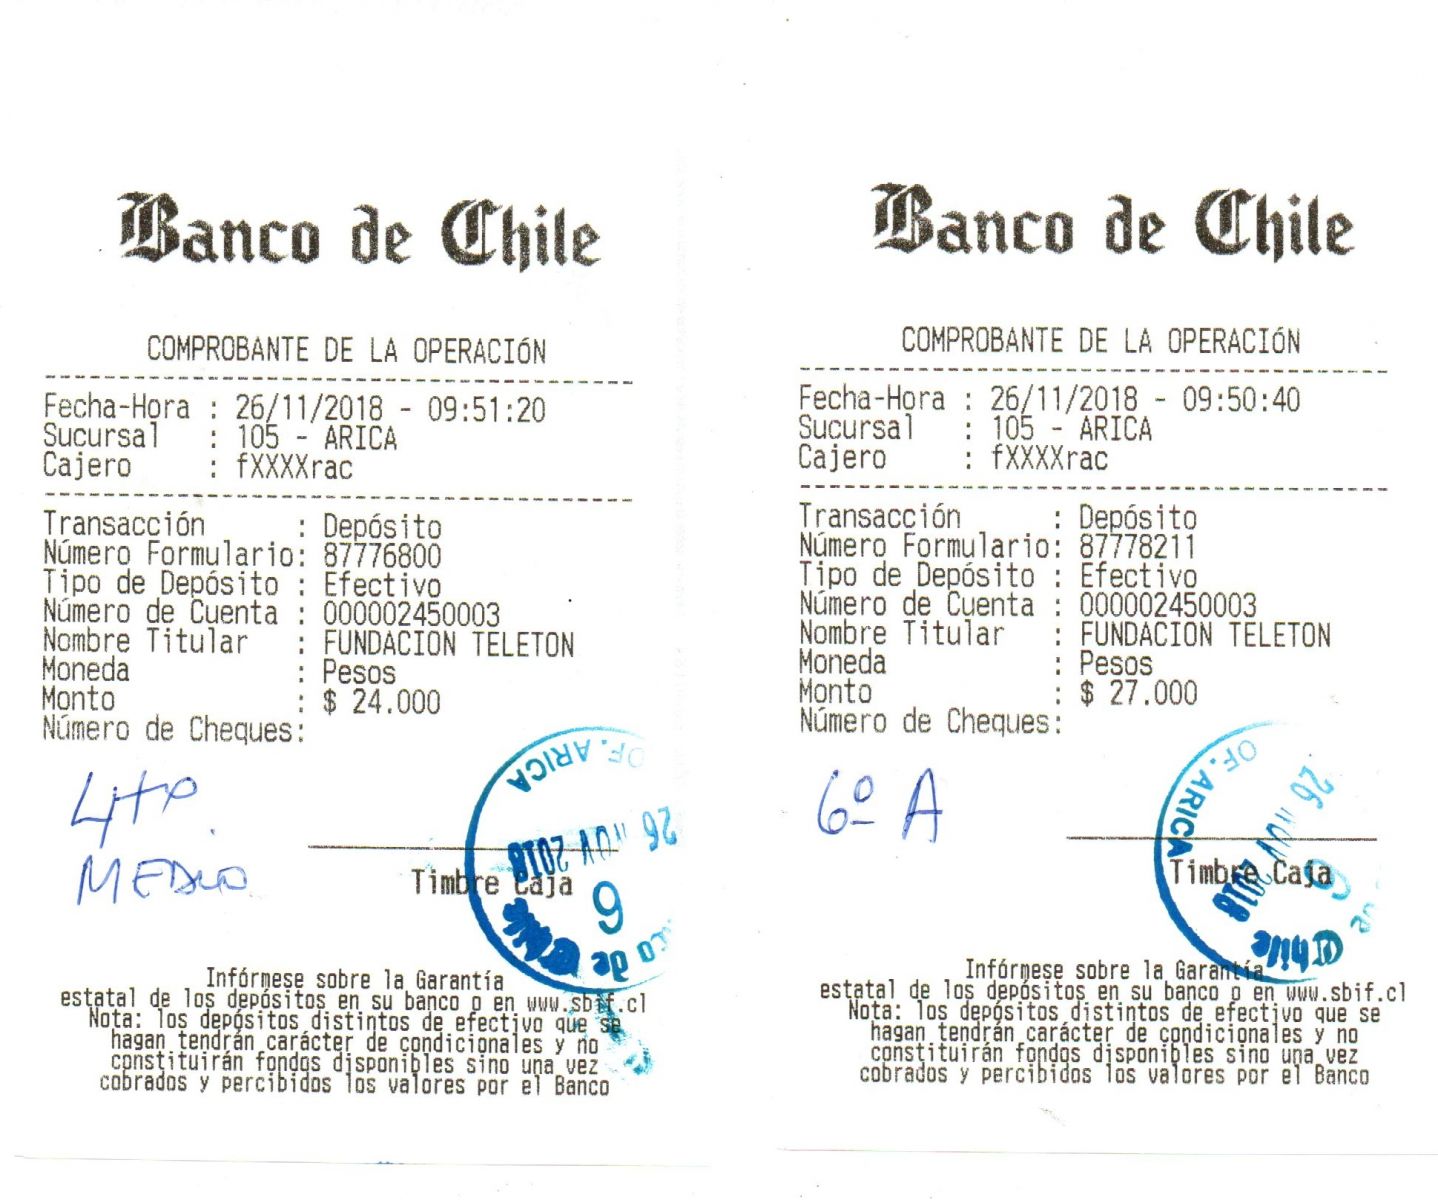 Banco de Chile
COMPROBANTE DE LA OPERACIÓN
Fecha-Hora : 26/11/2018 - 09:51:20
Sucursal : 105 - ARICA
Cajero : fXXXXrac
Transacción : Depósito
Número Formulario: 87776800
Tipo de Depósito : Efectivo
Número de Cuenta : 000002450003
Nombre Titular : FUNDACION TELETON
Moneda : Pesos
Monto : $ 24.000
Número de Cheques:
MEDIO
OF. ARICA
26 NOV 2018
6
Timbre Caja
de Chile
Infórmese sobre la Garantía
estatal de los depósitos en su banco o en www.sbif.cl
Nota: los depósitos distintos de efectivo que se
hagan tendrán carácter de condicionales y no
constituirán fondos disponibles sino una vez
cobrados y percibidos los valores por el Banco
Banco de Chile
COMPROBANTE DE LA OPERACIÓN
Fecha-Hora : 26/11/2018 - 09:50:40
Sucursal : 105 - ARICA
Cajero : fXXXXrac
Transacción : Depósito
Número Formulario: 87778211
Tipo de Depósito : Efectivo
Número de Cuenta : 000002450003
Nombre Titular : FUNDACION TELETON
Moneda : Pesos
Monto : $ 27.000
Número de Cheques:
6º A
OF. ARICA
26 NOV 2018
6
Timbre Caja
de Chile
Infórmese sobre la Garantía
estatal de los depósitos en su banco o en www.sbif.cl
Nota: los depósitos distintos de efectivo que se
hagan tendrán carácter de condicionales y no
constituirán fondos disponibles sino una vez
cobrados y percibidos los valores por el Banco